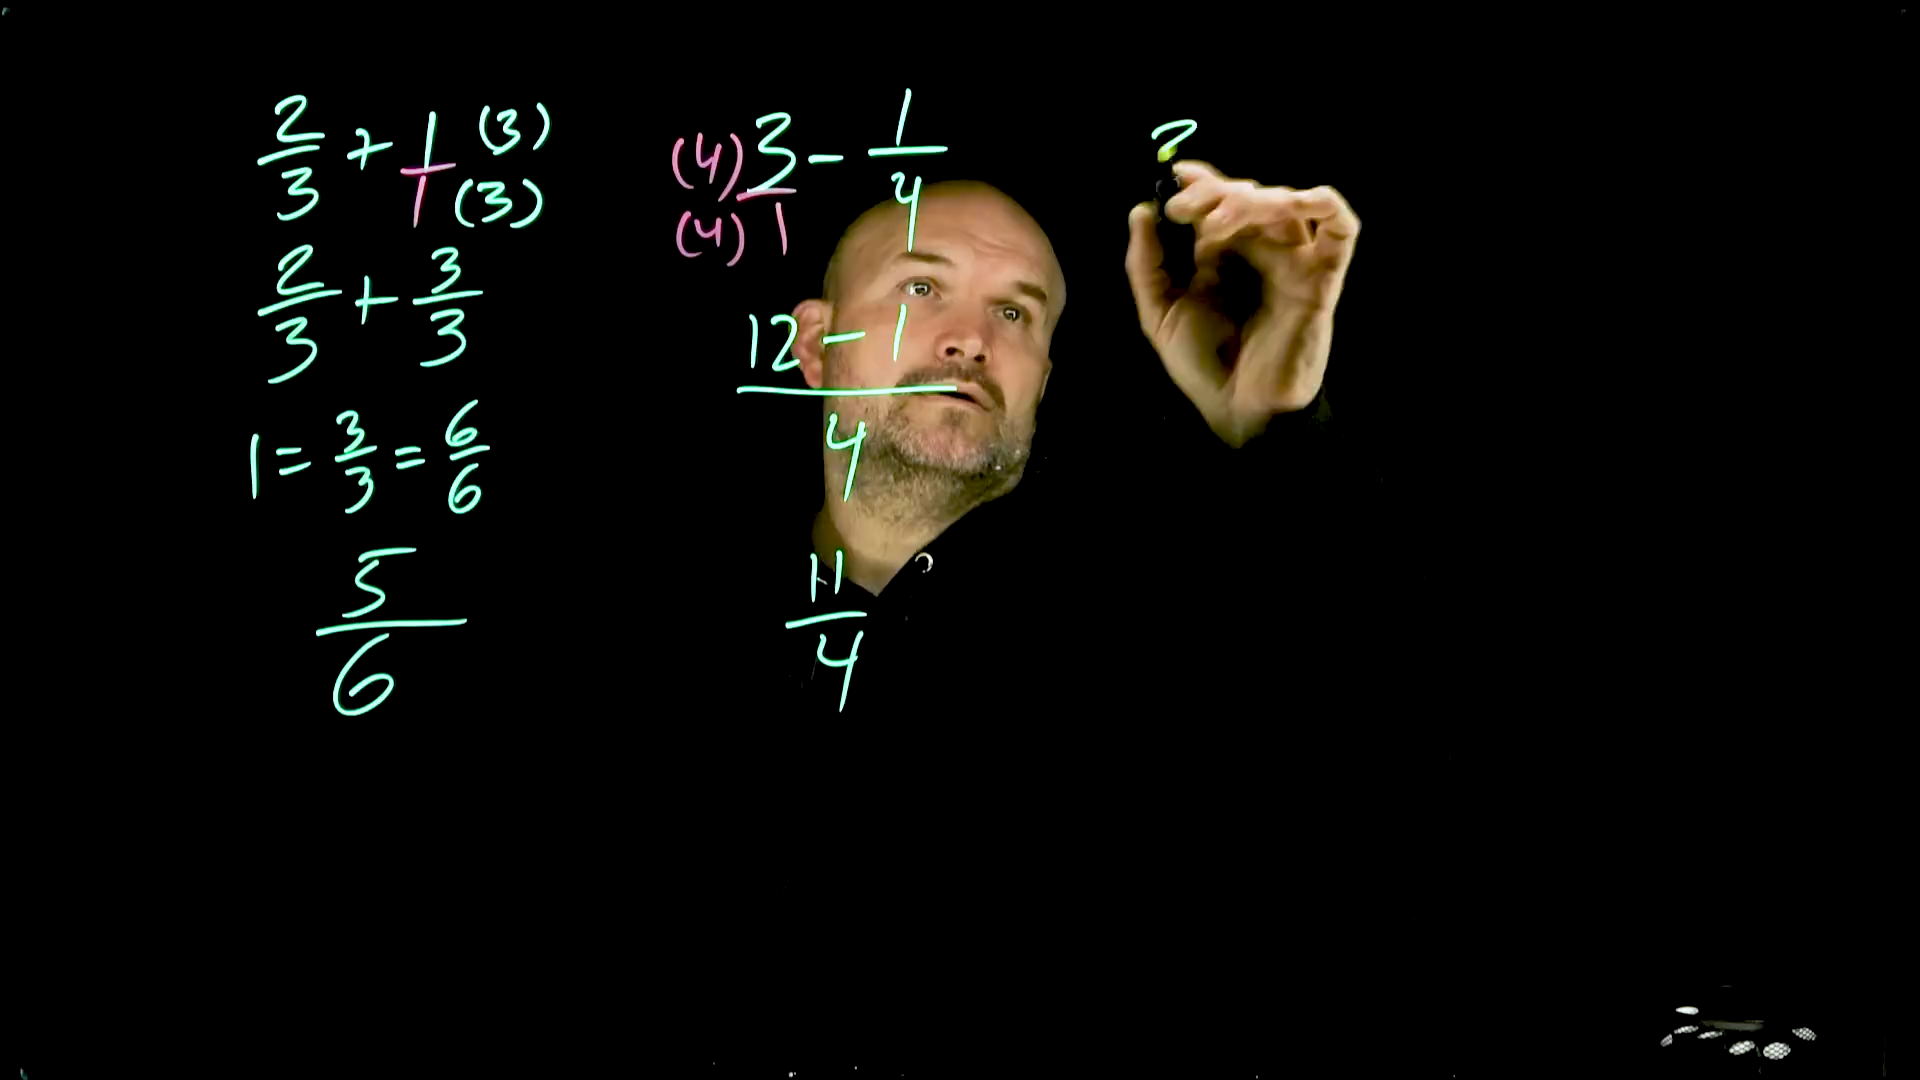 2/3 + 1/1 (3)/(3)
2/3 + 3/3
1 = 3/3 = 6/6
5/6
(4)/(4) 3/1 - 1/4
12 - 1/4
11/4
2